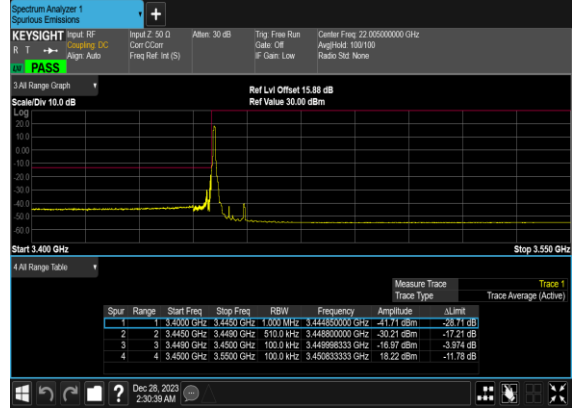 Spectrum Analyzer 1
Spurious Emissions
+
KEYSIGHT Input: RF Input Z: 50 Ω Atten: 30 dB Trig: Free Run Center Freq: 22.005000000 GHz
R T Coupling: DC Corr CCorr Gate: Off Avg|Hold: 100/100
Align: Auto Freq Ref: Int (S) IF Gain: Low Radio Std: None
PASS
3 All Range Graph
Ref Lvl Offset 15.88 dB
Scale/Div 10.0 dB Ref Value 30.00 dBm
Log
20.0
10.0
0.00
-10.0
-20.0
-30.0
-40.0
-50.0
-60.0
Start 3.400 GHz Stop 3.550 GHz
4 All Range Table
Measure Trace Trace 1
Trace Type Trace Average (Active)
Spur Range Start Freq Stop Freq RBW Frequency Amplitude ΔLimit
1 1 3.4000 GHz 3.4450 GHz 1.000 MHz 3.444850000 GHz -41.71 dBm -28.71 dB
2 2 3.4450 GHz 3.4490 GHz 510.0 kHz 3.448800000 GHz -30.21 dBm -17.21 dB
3 3 3.4490 GHz 3.4500 GHz 100.0 kHz 3.449998333 GHz -16.97 dBm -3.974 dB
4 4 3.4500 GHz 3.5500 GHz 100.0 kHz 3.450833333 GHz 18.22 dBm -11.78 dB
? Dec 28, 2023
2:30:39 AM